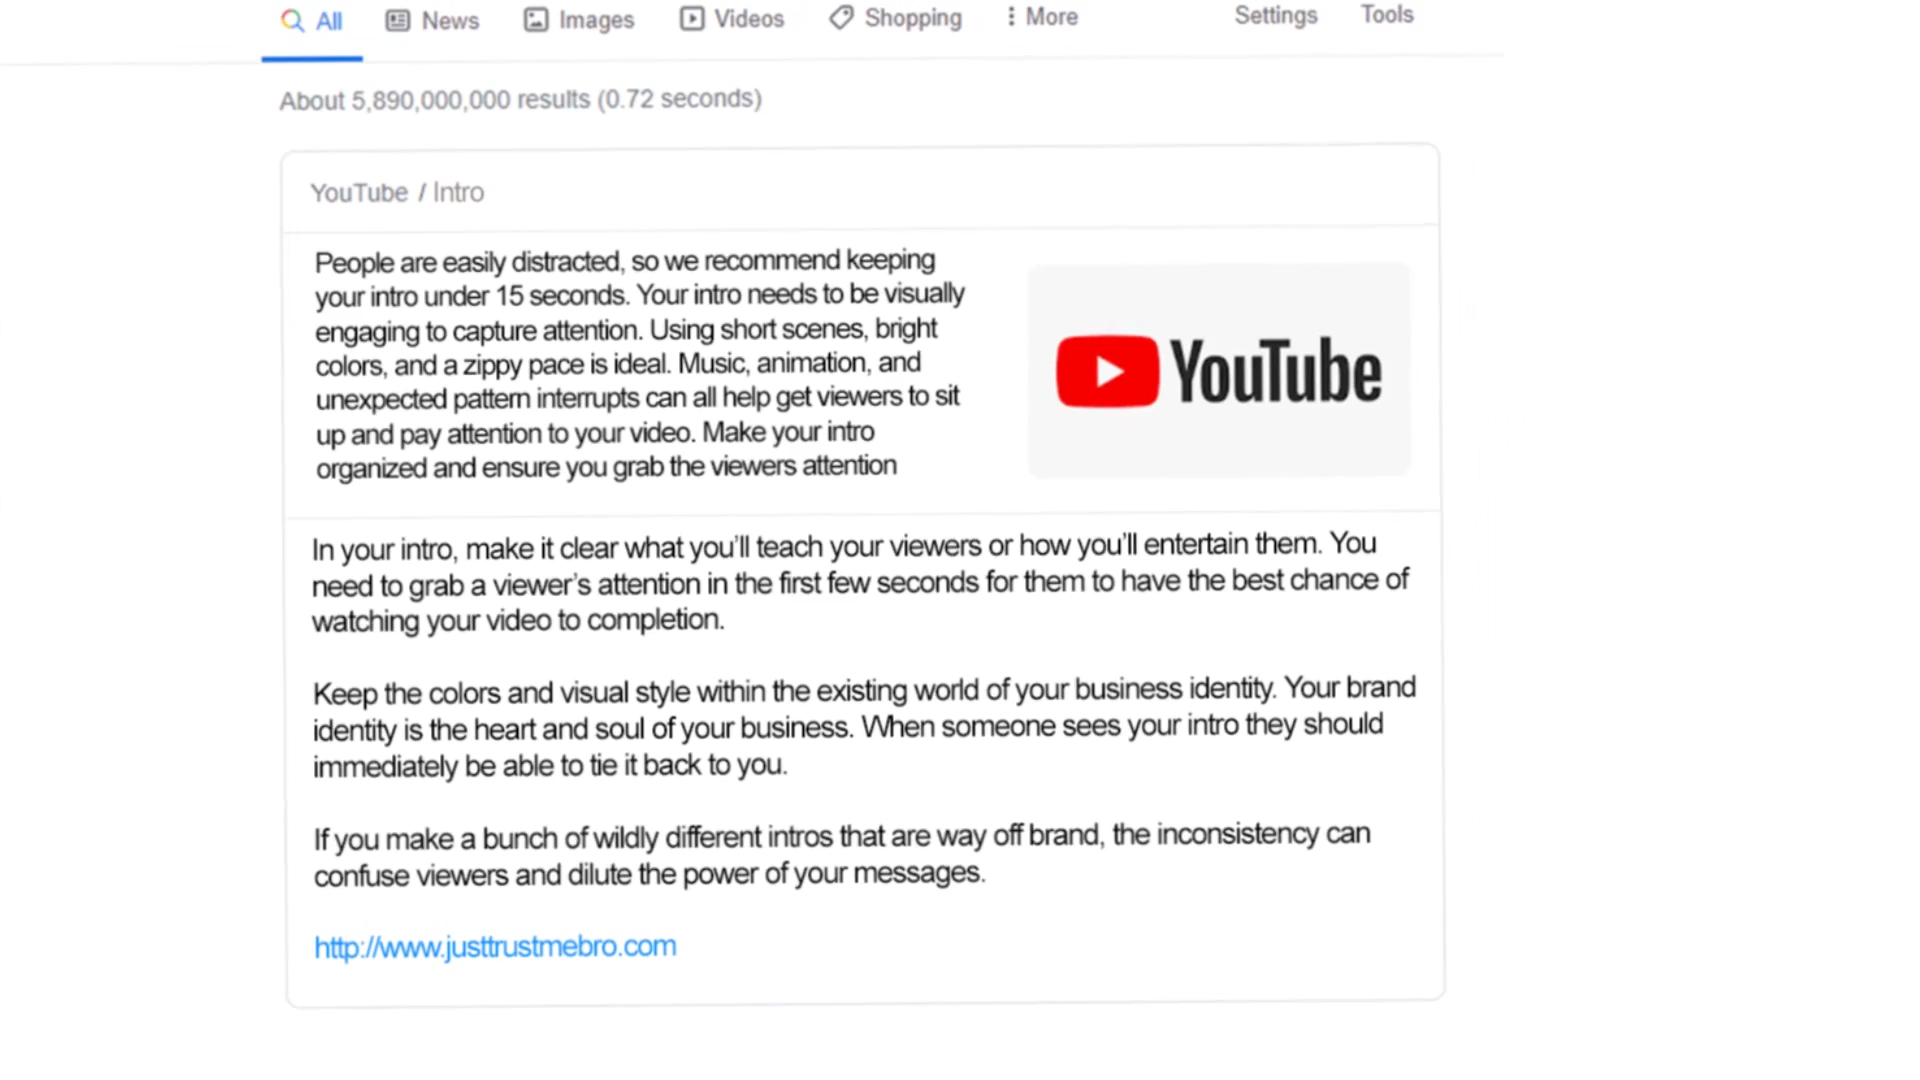 All News Images Videos Shopping More Settings Tools
About 5,890,000,000 results (0.72 seconds)
YouTube / Intro
People are easily distracted, so we recommend keeping
your intro under 15 seconds. Your intro needs to be visually
engaging to capture attention. Using short scenes, bright
colors, and a zippy pace is ideal. Music, animation, and
unexpected pattern interrupts can all help get viewers to sit
up and pay attention to your video. Make your intro
organized and ensure you grab the viewers attention
YouTube
In your intro, make it clear what you'll teach your viewers or how you'll entertain them. You
need to grab a viewer's attention in the first few seconds for them to have the best chance of
watching your video to completion.
Keep the colors and visual style within the existing world of your business identity. Your brand
identity is the heart and soul of your business. When someone sees your intro they should
immediately be able to tie it back to you.
If you make a bunch of wildly different intros that are way off brand, the inconsistency can
confuse viewers and dilute the power of your messages.
http://www.justtrustmebro.com